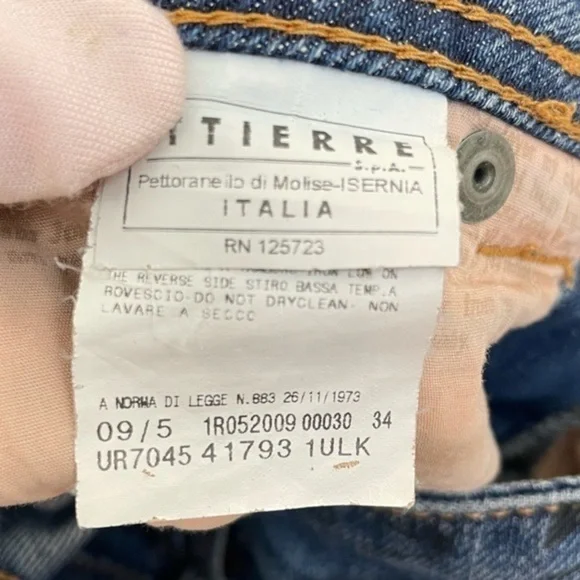 ITTIERRE
S.P.A.
Pettoranello di Molise-ISERNIA
ITALIA
RN 125723
THE REVERSE SIDE STIRO BASSA TEMP.A
ROVESCIO-DO NOT DRYCLEAN- NON
LAVARE A SECCO
A NORMA DI LEGGE N.883 26/11/1973
09/5 1R052009 00030 34
UR7045 41793 1ULK